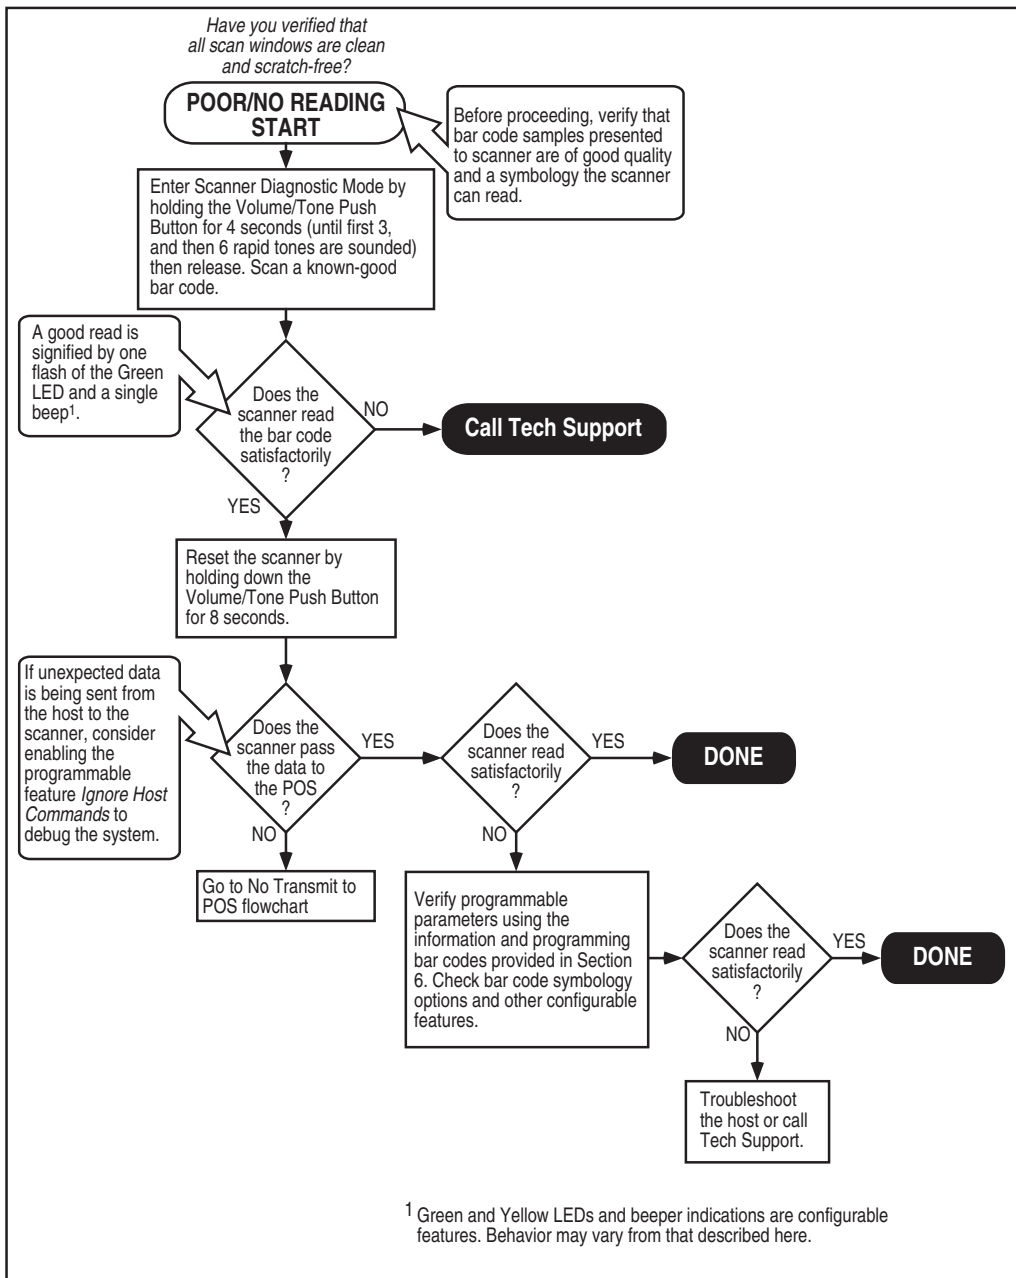 Have you verified that
all scan windows are clean
and scratch-free?
POOR/NO READING
START
Before proceeding, verify that
bar code samples presented
to scanner are of good quality
and a symbology the scanner
can read.
Enter Scanner Diagnostic Mode by
holding the Volume/Tone Push
Button for 4 seconds (until first 3,
and then 6 rapid tones are sounded)
then release. Scan a known-good
bar code.
A good read is
signified by one
flash of the Green
LED and a single
beep1.
Does the
scanner read
the bar code
satisfactorily
?
NO
Call Tech Support
YES
Reset the scanner by
holding down the
Volume/Tone Push Button
for 8 seconds.
If unexpected data
is being sent from
the host to the
scanner, consider
enabling the
programmable
feature Ignore Host
Commands to
debug the system.
Does the
scanner pass
the data to
the POS
?
YES
Does the
scanner read
satisfactorily
?
YES
DONE
NO
Go to No Transmit to
POS flowchart
NO
Verify programmable
parameters using the
information and programming
bar codes provided in Section
6. Check bar code symbology
options and other configurable
features.
Does the
scanner read
satisfactorily
?
YES
DONE
NO
Troubleshoot
the host or call
Tech Support.
1 Green and Yellow LEDs and beeper indications are configurable
features. Behavior may vary from that described here.